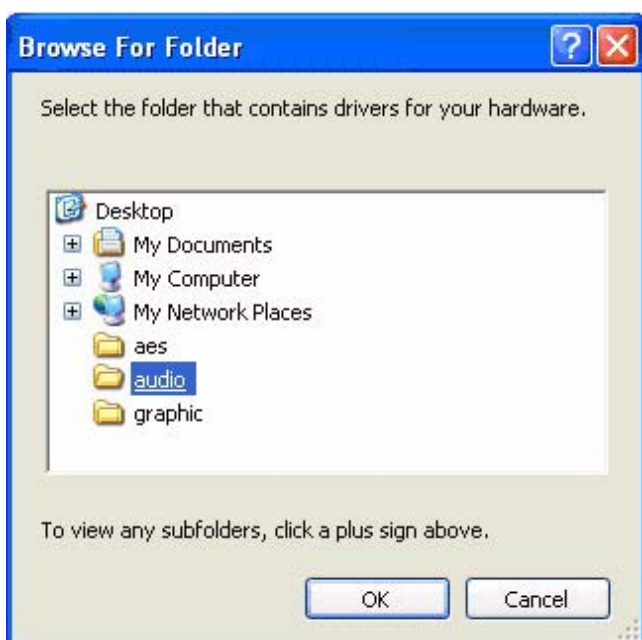 Browse For Folder
Select the folder that contains drivers for your hardware.
Desktop
My Documents
My Computer
My Network Places
aes
audio
graphic
To view any subfolders, click a plus sign above.
OK
Cancel